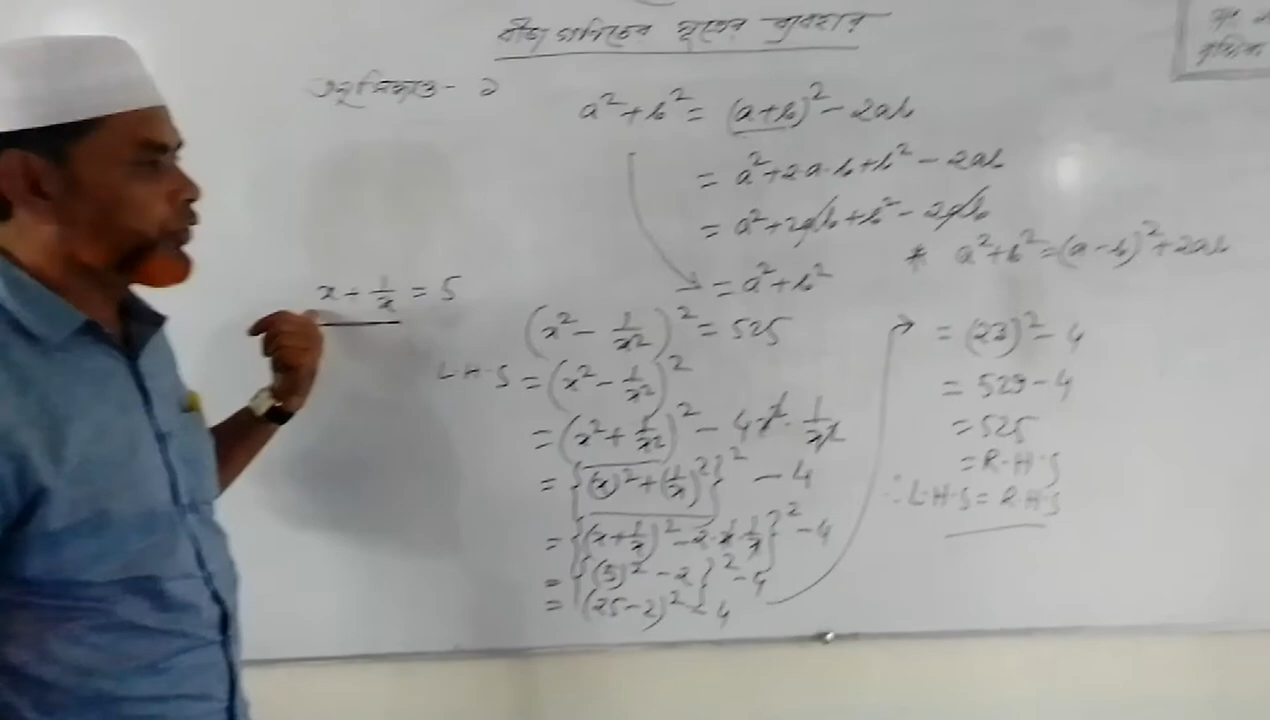 বীজ গণিতের সূত্রের ব্যবহার
অনুসিদ্ধান্ত - ১
a² + b² = (a+b)² - 2ab
= a² + 2a·b + b² - 2ab
= a² + 2ab + b² - 2ab
= a² + b²
* a² + b² = (a-b)² + 2ab
x + 1/x = 5
(x² - 1/x²)² = 525
L·H·S = (x² - 1/x²)²
= (x² + 1/x²)² - 4·x²·1/x²
= {(x)² + (1/x)²}² - 4
= {(x + 1/x)² - 2·x·1/x}² - 4
= {(5)² - 2}² - 4
= (25-2)² - 4
= (23)² - 4
= 529 - 4
= 525
= R·H·S
∴ L·H·S = R·H·S